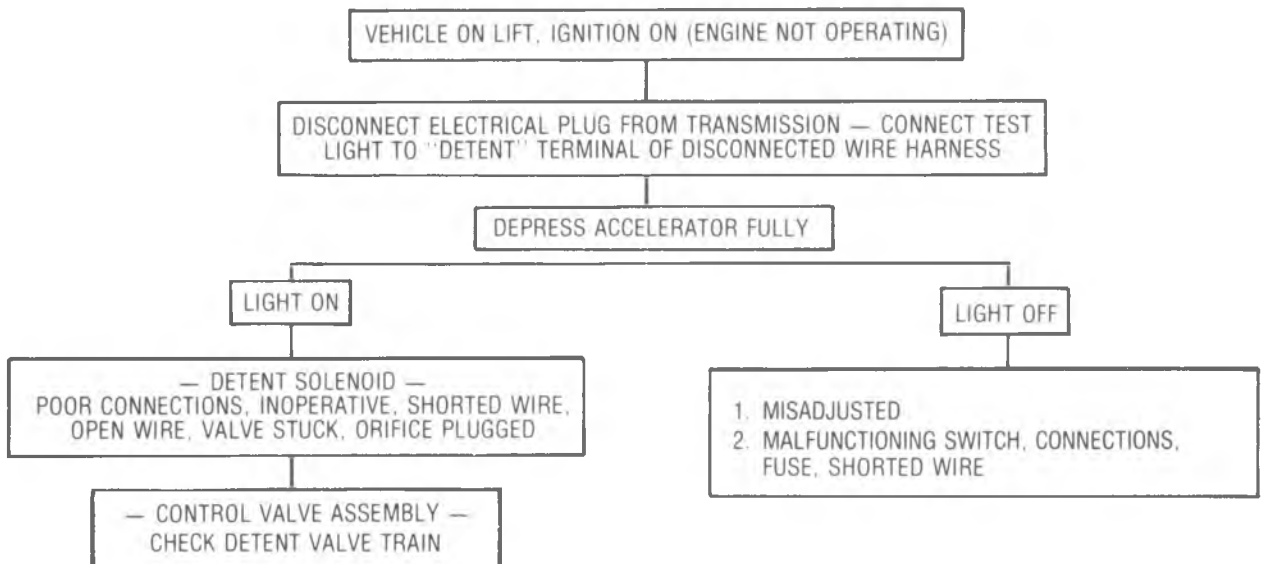 VEHICLE ON LIFT, IGNITION ON (ENGINE NOT OPERATING)
DISCONNECT ELECTRICAL PLUG FROM TRANSMISSION — CONNECT TEST
LIGHT TO "DETENT" TERMINAL OF DISCONNECTED WIRE HARNESS
DEPRESS ACCELERATOR FULLY
LIGHT ON
LIGHT OFF
— DETENT SOLENOID —
POOR CONNECTIONS, INOPERATIVE, SHORTED WIRE,
OPEN WIRE, VALVE STUCK, ORIFICE PLUGGED
— CONTROL VALVE ASSEMBLY —
CHECK DETENT VALVE TRAIN
1. MISADJUSTED
2. MALFUNCTIONING SWITCH, CONNECTIONS,
FUSE, SHORTED WIRE